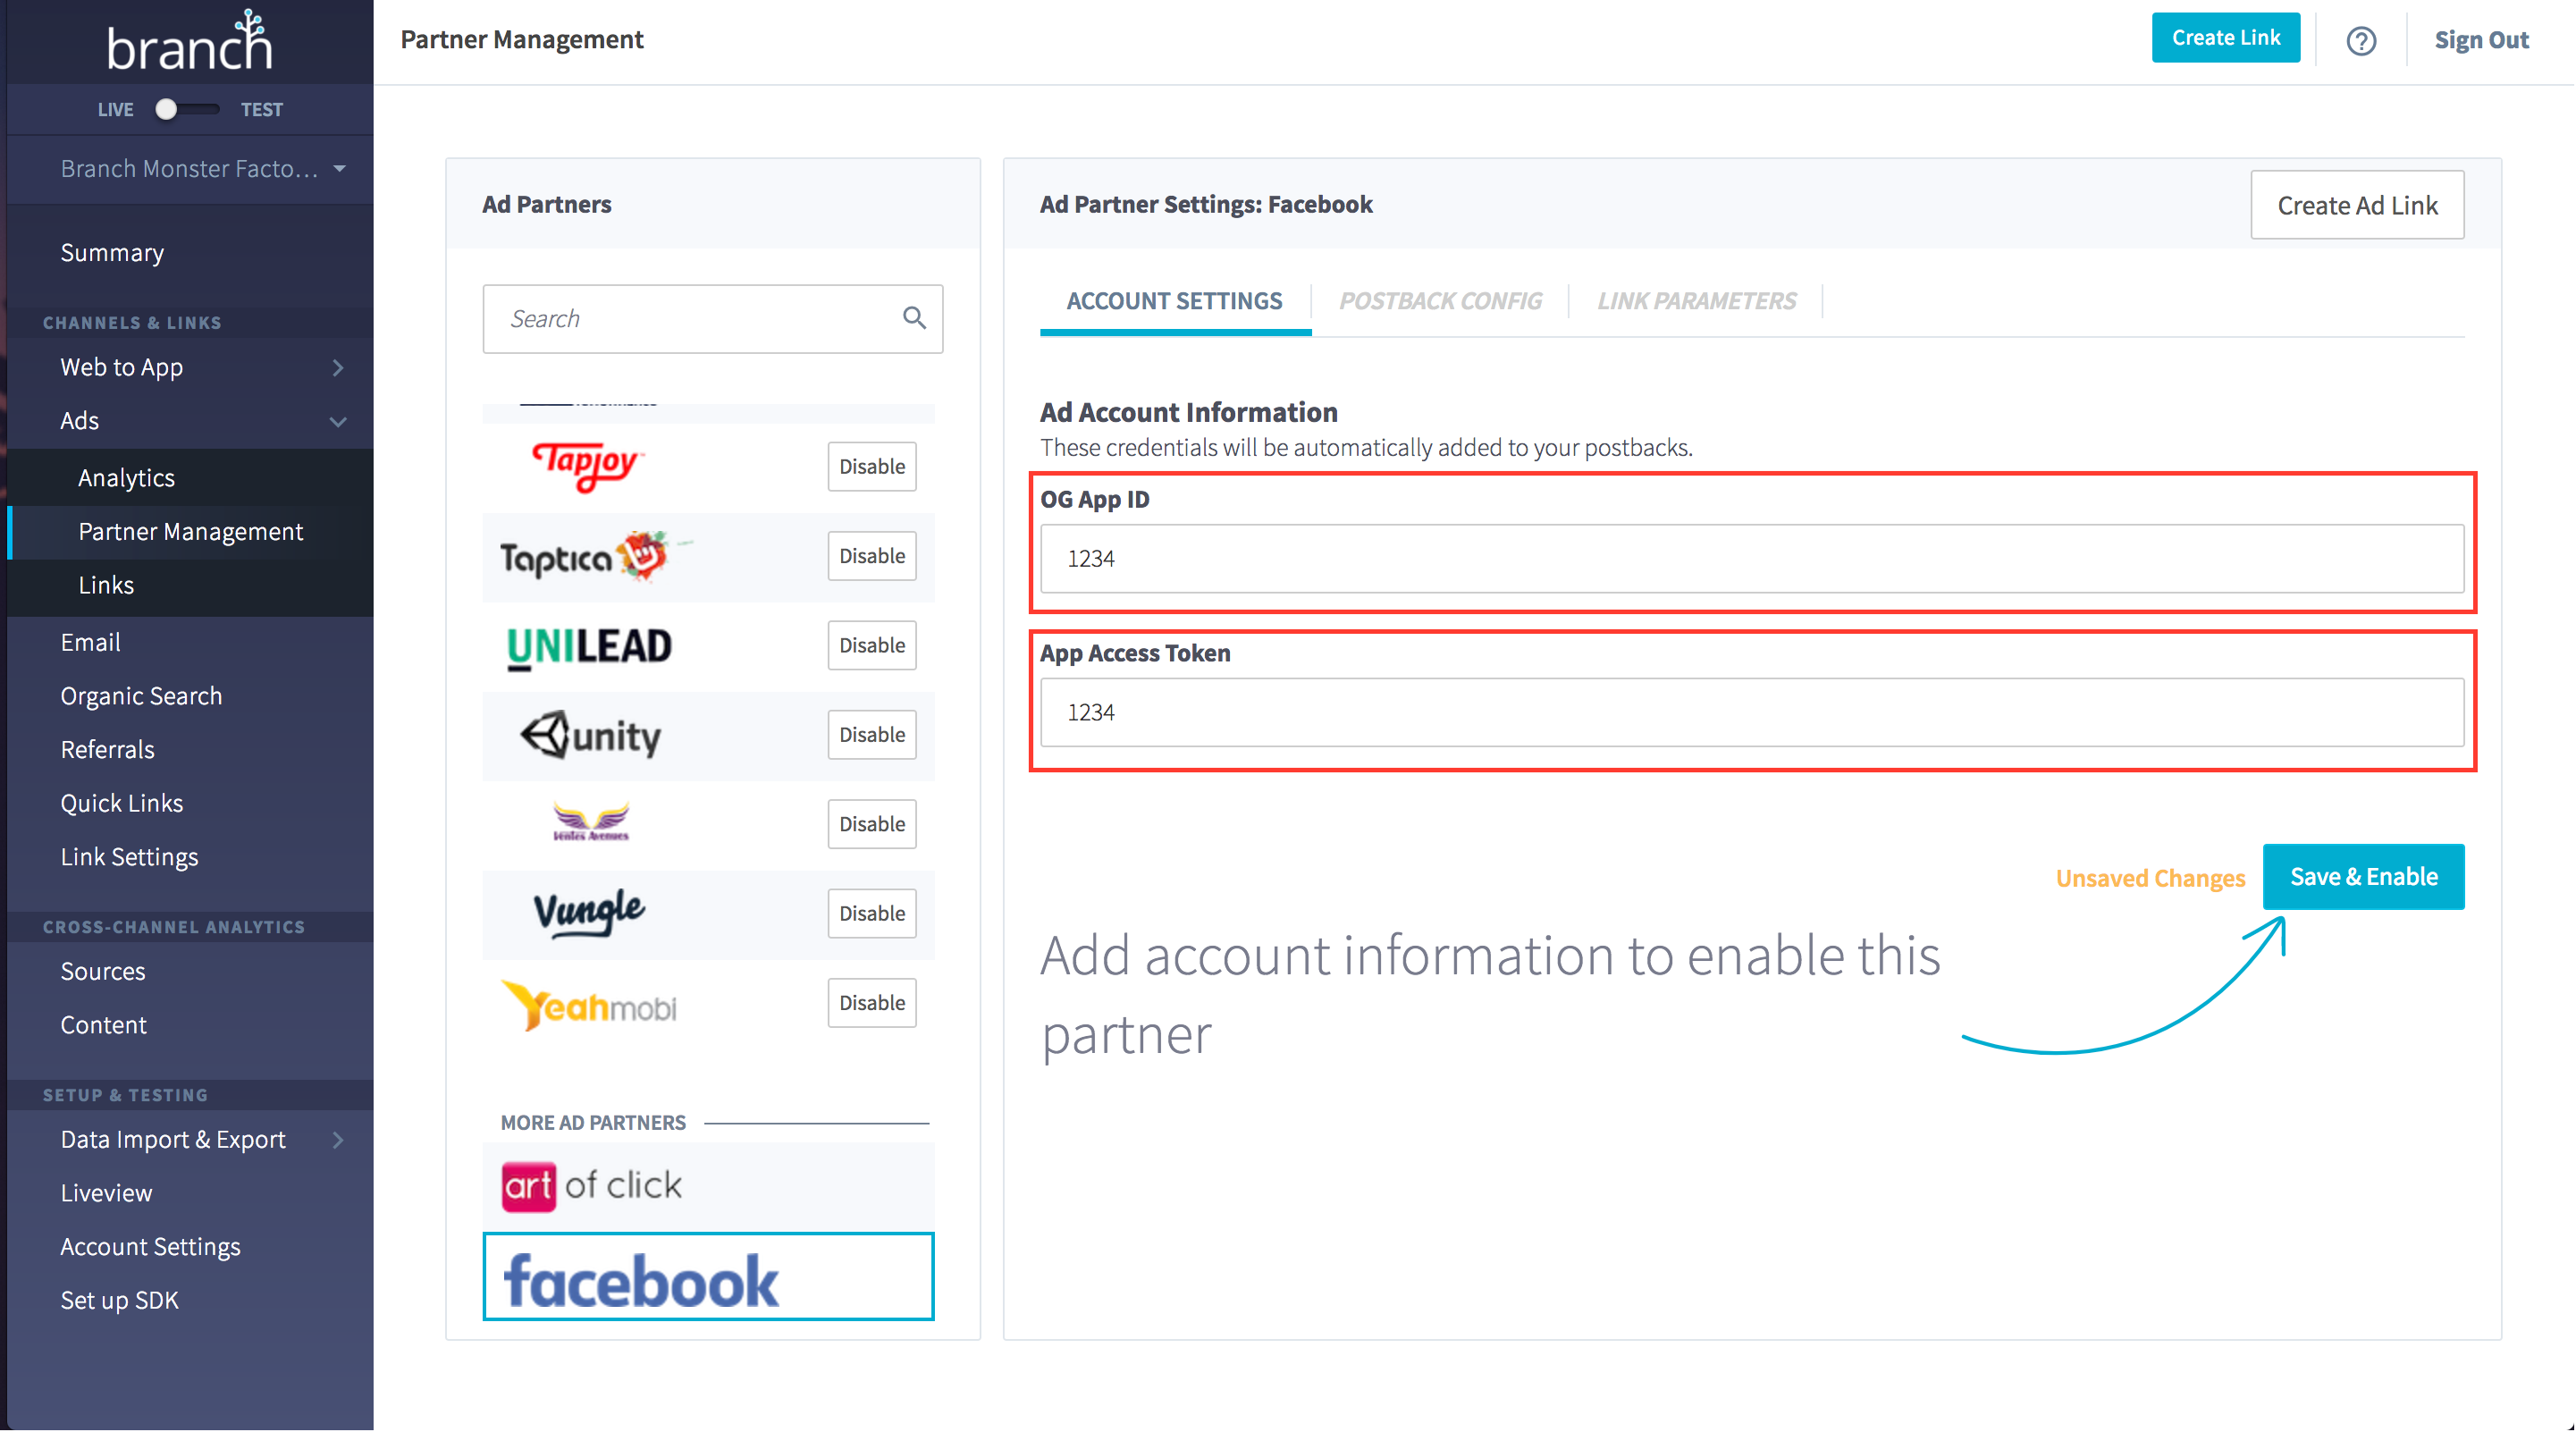 branch
LIVE TEST
Branch Monster Facto...
Summary
CHANNELS & LINKS
Web to App
Ads
Analytics
Partner Management
Links
Email
Organic Search
Referrals
Quick Links
Link Settings
CROSS-CHANNEL ANALYTICS
Sources
Content
SETUP & TESTING
Data Import & Export
Liveview
Account Settings
Set up SDK
Partner Management
Create Link
?
Sign Out
Ad Partners
Search
Tapjoy Disable
Taptica Disable
UNILEAD Disable
unity Disable
Ventes Avenues Disable
Vungle Disable
Yeahmobi Disable
MORE AD PARTNERS
art of click
facebook
Ad Partner Settings: Facebook
Create Ad Link
ACCOUNT SETTINGS POSTBACK CONFIG LINK PARAMETERS
Ad Account Information
These credentials will be automatically added to your postbacks.
OG App ID
1234
App Access Token
1234
Unsaved Changes Save & Enable
Add account information to enable this
partner